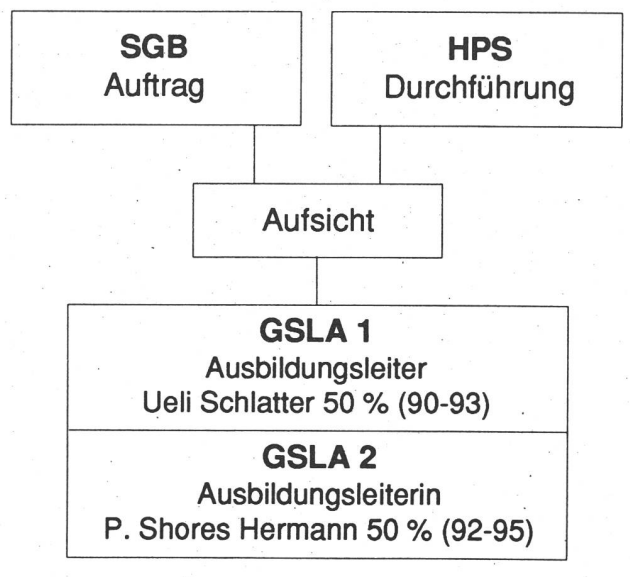 SGB
Auftrag
HPS
Durchführung
Aufsicht
GSLA 1
Ausbildungsleiter
Ueli Schlatter 50 % (90-93)
GSLA 2
Ausbildungsleiterin
P. Shores Hermann 50 % (92-95)